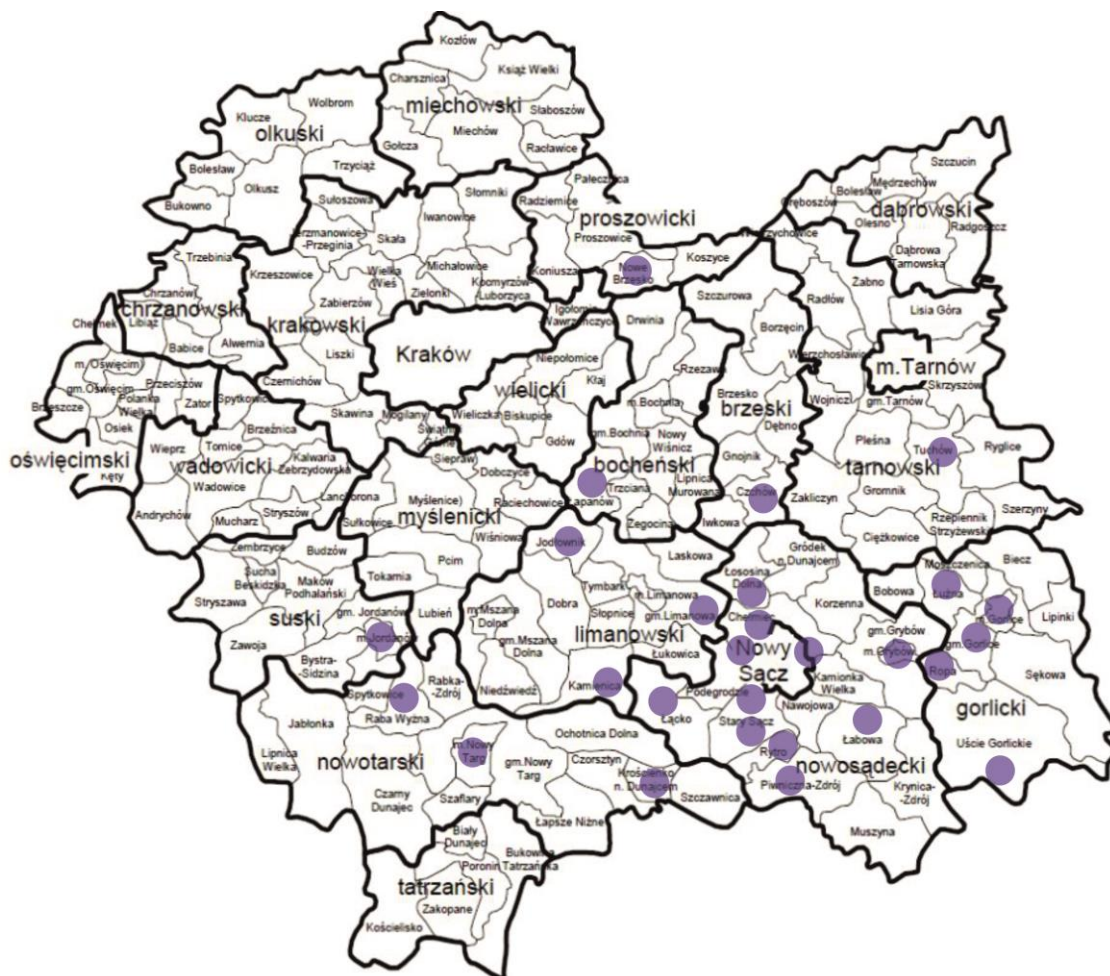 Kozłów
Książ Wielki
Charsznica
miechowski
Słaboszów
Miechów
Gołcza
Racławice
Wolbrom
Klucze
olkuski
Bolesław
Trzyciąż
Olkusz
Bukowno
Pałecznica
Radziemice
proszowicki
Proszowice
Nowe
Brzesko
Koszyce
Koniusza
Szczucin
Mędrzechów
Bolesław
Gręboszów
dąbrowski
Olesno
Radgoszcz
Dąbrowa
Tarnowska
Słomniki
Sułoszowa
Iwanowice
erzmanowice-
Przeginia
Skała
Krzeszowice
Wielka
Wieś
Michałowice
Kocmyrzów-
Luborzyca
Zielonki
Zabierzów
krakowski
Igołomia
Wawrzeńczyce
Liszki
Czernichów
Skawina
Mogilany
Świątniki
Górne
Kraków
Trzebinia
Chrzanów
chrzanowski
Libiąż
Babice
Alwernia
Chełmek
m.Oświęcim
gm.Oświęcim
Przeciszów
Polanka
Wielka
Zator
Brzeszcze
Osiek
oświęcimski
Kęty
Spytkowice
Brzeźnica
Wieprz
Tomice
Kalwaria
Zebrzydowska
wadowicki
Wadowice
Andrychów
Stryszów
Mucharz
Lanckorona
Niepołomice
wielicki
Kłaj
Wieliczka
Biskupice
Gdów
Drwinia
Rzezawa
m.Bochnia
gm.Bochnia
Nowy
Wiśnicz
bocheński
Lipnica
Murowana
Trzciana
Łapanów
Żegocina
Szczurowa
Borzęcin
Brzesko
brzeski
Dębno
Gnojnik
Czchów
Iwkowa
Wietrzychowice
Żabno
Radłów
Lisia Góra
Wierzchosławice
m.Tarnów
Skrzyszów
Wojnicz
gm.Tarnów
Pleśna
Tuchów
Ryglice
tarnowski
Zakliczyn
Gromnik
Szerzyny
Rzepiennik
Strzyżewski
Ciężkowice
Siepraw
Dobczyce
Myślenice
Raciechowice
myślenicki
Sułkowice
Wiśniowa
Pcim
Tokarnia
Lubień
Zembrzyce
Budzów
Sucha
Beskidzka
Maków
Podhalański
Stryszawa
gm.Jordanów
suski
m.Jordanów
Zawoja
Bystra-
Sidzina
Jodłownik
Laskowa
Tymbark
m.Limanowa
Dobra
Słopnice
gm.Limanowa
m.Mszana
Dolna
limanowski
gm.Mszana
Dolna
Łukowica
Niedźwiedź
Kamienica
Gródek
n.Dunajcem
Łososina
Dolna
Korzenna
Chełmiec
gm.Grybów
m.Grybów
Nowy
Sącz
Kamionka
Wielka
Podegrodzie
Nawojowa
Łącko
Stary Sącz
Łabowa
Rytro
nowosądecki
Piwniczna-Zdrój
Krynica-
Zdrój
Muszyna
Moszczenica
Biecz
Bobowa
Łużna
m.Gorlice
Lipinki
gm.Gorlice
Ropa
Sękowa
gorlicki
Uście Gorlickie
Spytkowice
Rabka-
Zdrój
Raba Wyżna
Jabłonka
Lipnica
Wielka
nowotarski
m.Nowy
Targ
Ochotnica Dolna
gm.Nowy
Targ
Czorsztyn
Krościenko
n. Dunajcem
Szczawnica
Czarny
Dunajec
Szaflary
Łapsze Niżne
Biały
Dunajec
Bukowina
Tatrzańska
Poronin
tatrzański
Zakopane
Kościelisko